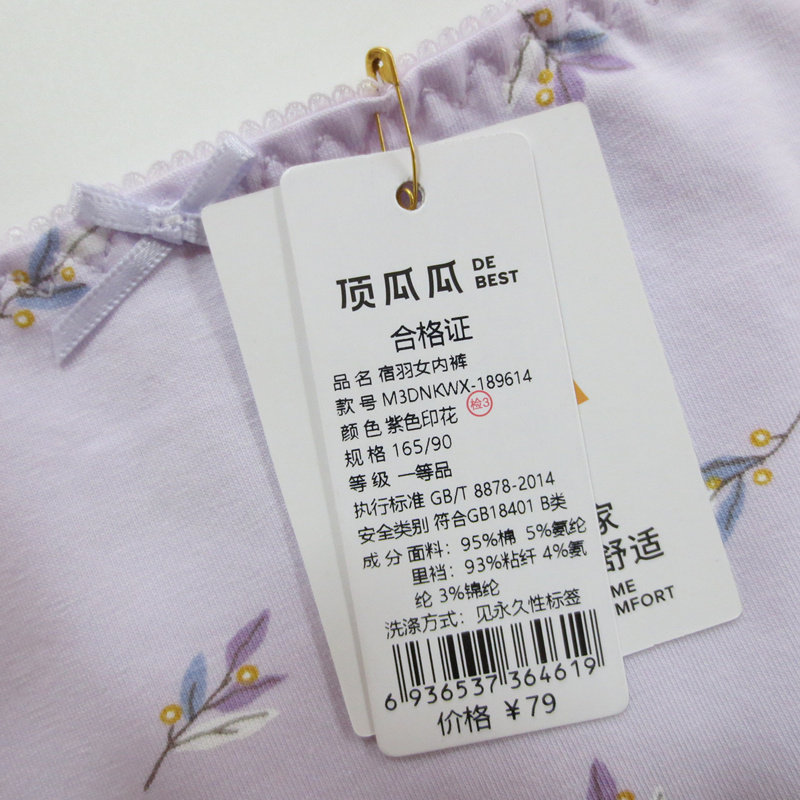 顶瓜瓜 DE BEST
合格证
品 名 宿羽女内裤
款 号 M3DNKWX-189614
检3
颜 色 紫色印花
规 格 165/90
等 级 一等品
执行标准 GB/T 8878-2014
安全类别 符合GB18401 B类
成 分 面料：95%棉 5%氨纶
里裆：93%粘纤 4%氨
纶 3%锦纶
洗涤方式：见永久性标签
6 936537 364619
价格 ￥79
家
舒适
ME
MFORT